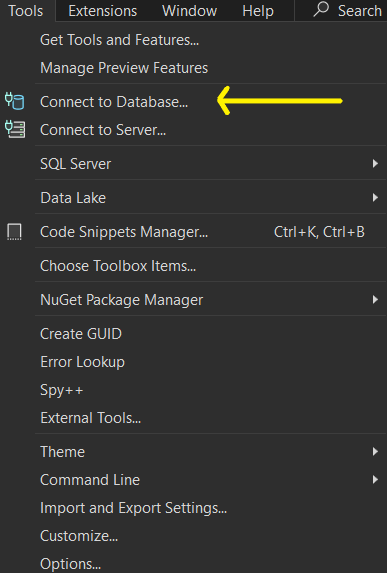 Tools Extensions Window Help Search
Get Tools and Features...
Manage Preview Features
Connect to Database...
Connect to Server...
SQL Server
Data Lake
Code Snippets Manager... Ctrl+K, Ctrl+B
Choose Toolbox Items...
NuGet Package Manager
Create GUID
Error Lookup
Spy++
External Tools...
Theme
Command Line
Import and Export Settings...
Customize...
Options...